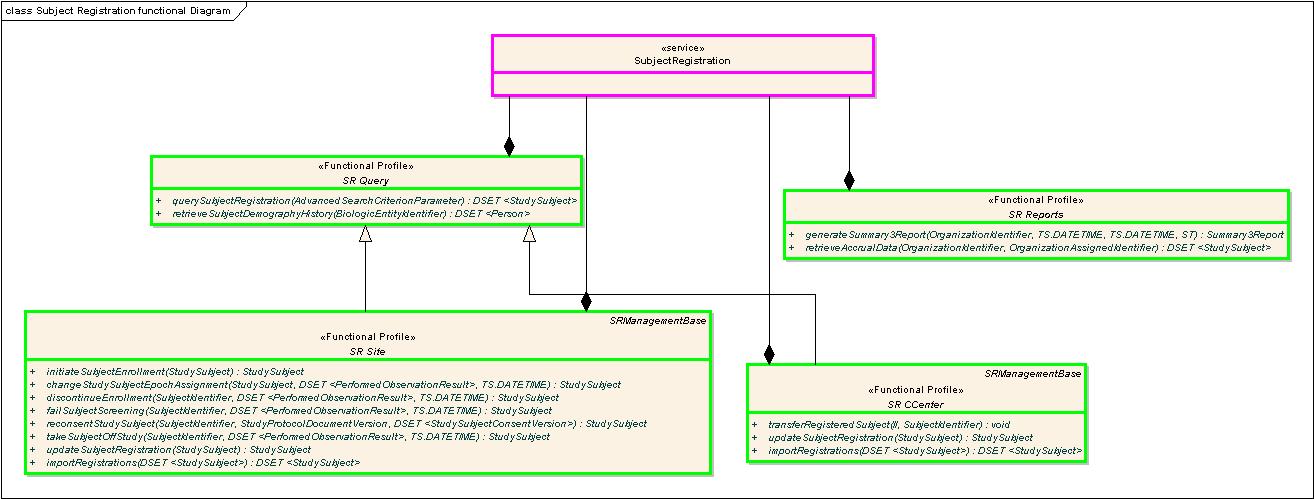 class Subject Registration functional Diagram
«service»
SubjectRegistration
«Functional Profile»
SR Query
+ querySubjectRegistration(AdvancedSearchCriterionParameter) : DSET <StudySubject>
+ retrieveSubjectDemographyHistory(BiologicEntityIdentifier) : DSET <Person>
«Functional Profile»
SR Reports
+ generateSummary3Report(OrganizationIdentifier, TS.DATETIME, TS.DATETIME, ST) : Summary3Report
+ retrieveAccrualData(OrganizationIdentifier, OrganizationAssignedIdentifier) : DSET <StudySubject>
SRManagementBase
«Functional Profile»
SR Site
+ initiateSubjectEnrollment(StudySubject) : StudySubject
+ changeStudySubjectEpochAssignment(StudySubject, DSET <PerformedObservationResult>, TS.DATETIME) : StudySubject
+ discontinueEnrollment(SubjectIdentifier, DSET <PerformedObservationResult>, TS.DATETIME) : StudySubject
+ failSubjectScreening(SubjectIdentifier, DSET <PerformedObservationResult>, TS.DATETIME) : StudySubject
+ reconsentStudySubject(SubjectIdentifier, StudyProtocolDocumentVersion, DSET <StudySubjectConsentVersion>) : StudySubject
+ takeSubjectOffStudy(SubjectIdentifier, DSET <PerformedObservationResult>, TS.DATETIME) : StudySubject
+ updateSubjectRegistration(StudySubject) : StudySubject
+ importRegistrations(DSET <StudySubject>) : DSET <StudySubject>
SRManagementBase
«Functional Profile»
SR CCenter
+ transferRegisteredSubject(II, SubjectIdentifier) : void
+ updateSubjectRegistration(StudySubject) : StudySubject
+ importRegistrations(DSET <StudySubject>) : DSET <StudySubject>